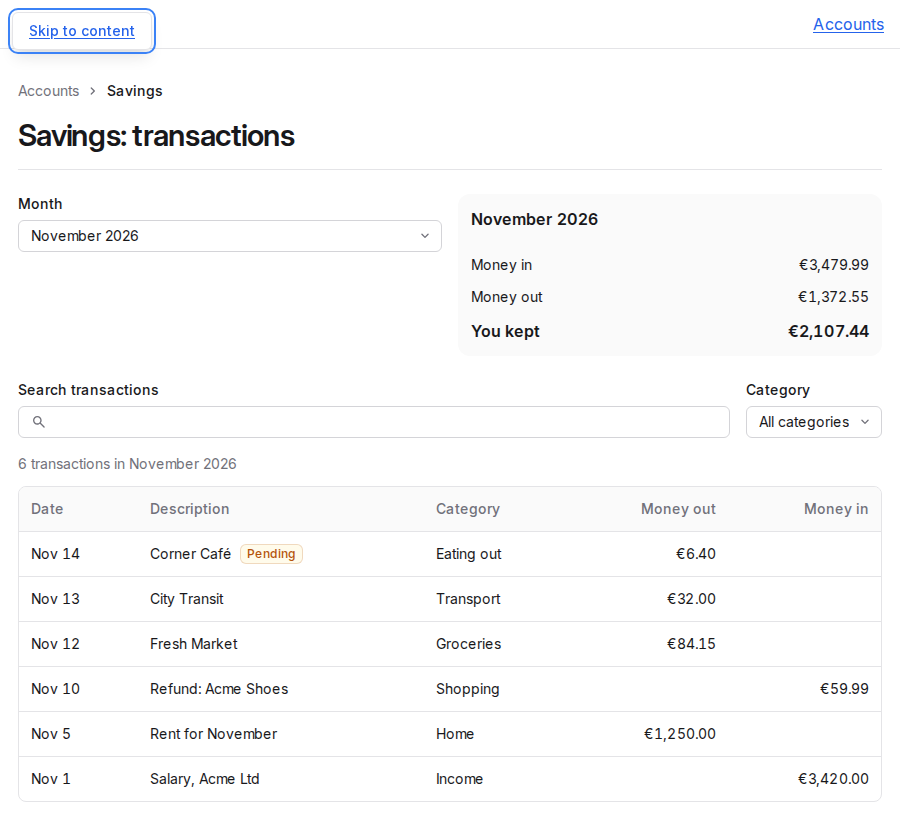 Skip to content
Accounts
Accounts > Savings
Savings: transactions
Month
November 2026
November 2026
Money in €3,479.99
Money out €1,372.55
You kept €2,107.44
Search transactions
Category
All categories
6 transactions in November 2026
Date Description Category Money out Money in
Nov 14 Corner Café Pending Eating out €6.40
Nov 13 City Transit Transport €32.00
Nov 12 Fresh Market Groceries €84.15
Nov 10 Refund: Acme Shoes Shopping €59.99
Nov 5 Rent for November Home €1,250.00
Nov 1 Salary, Acme Ltd Income €3,420.00